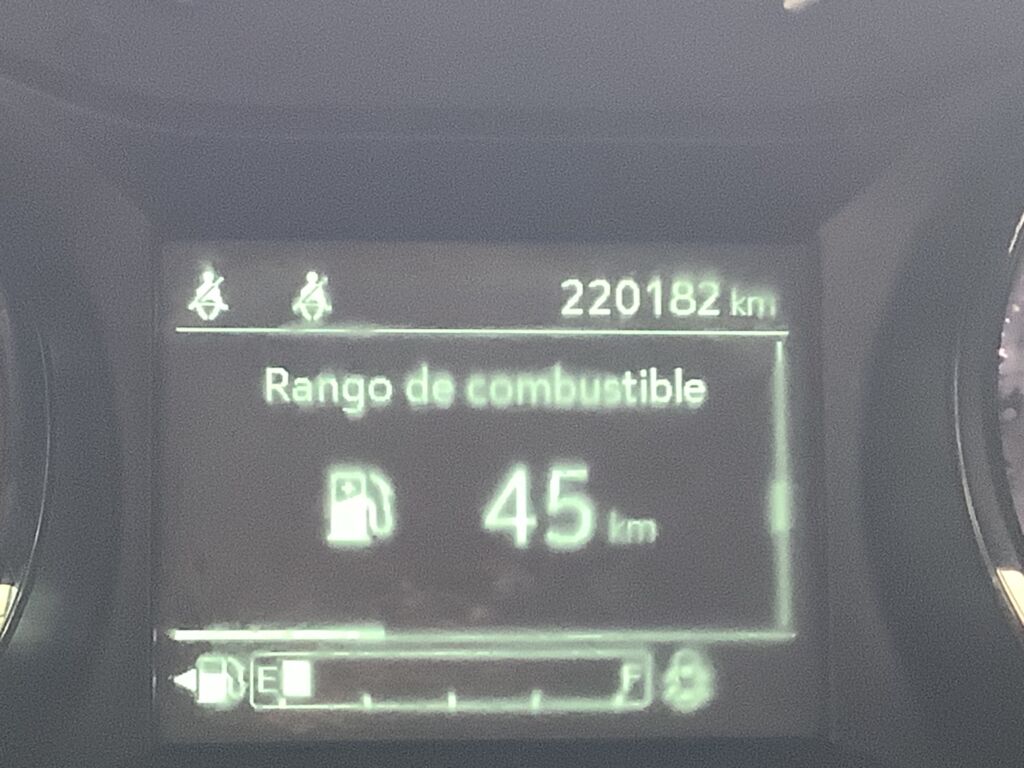 220182 km
Rango de combustible
45 km
E F